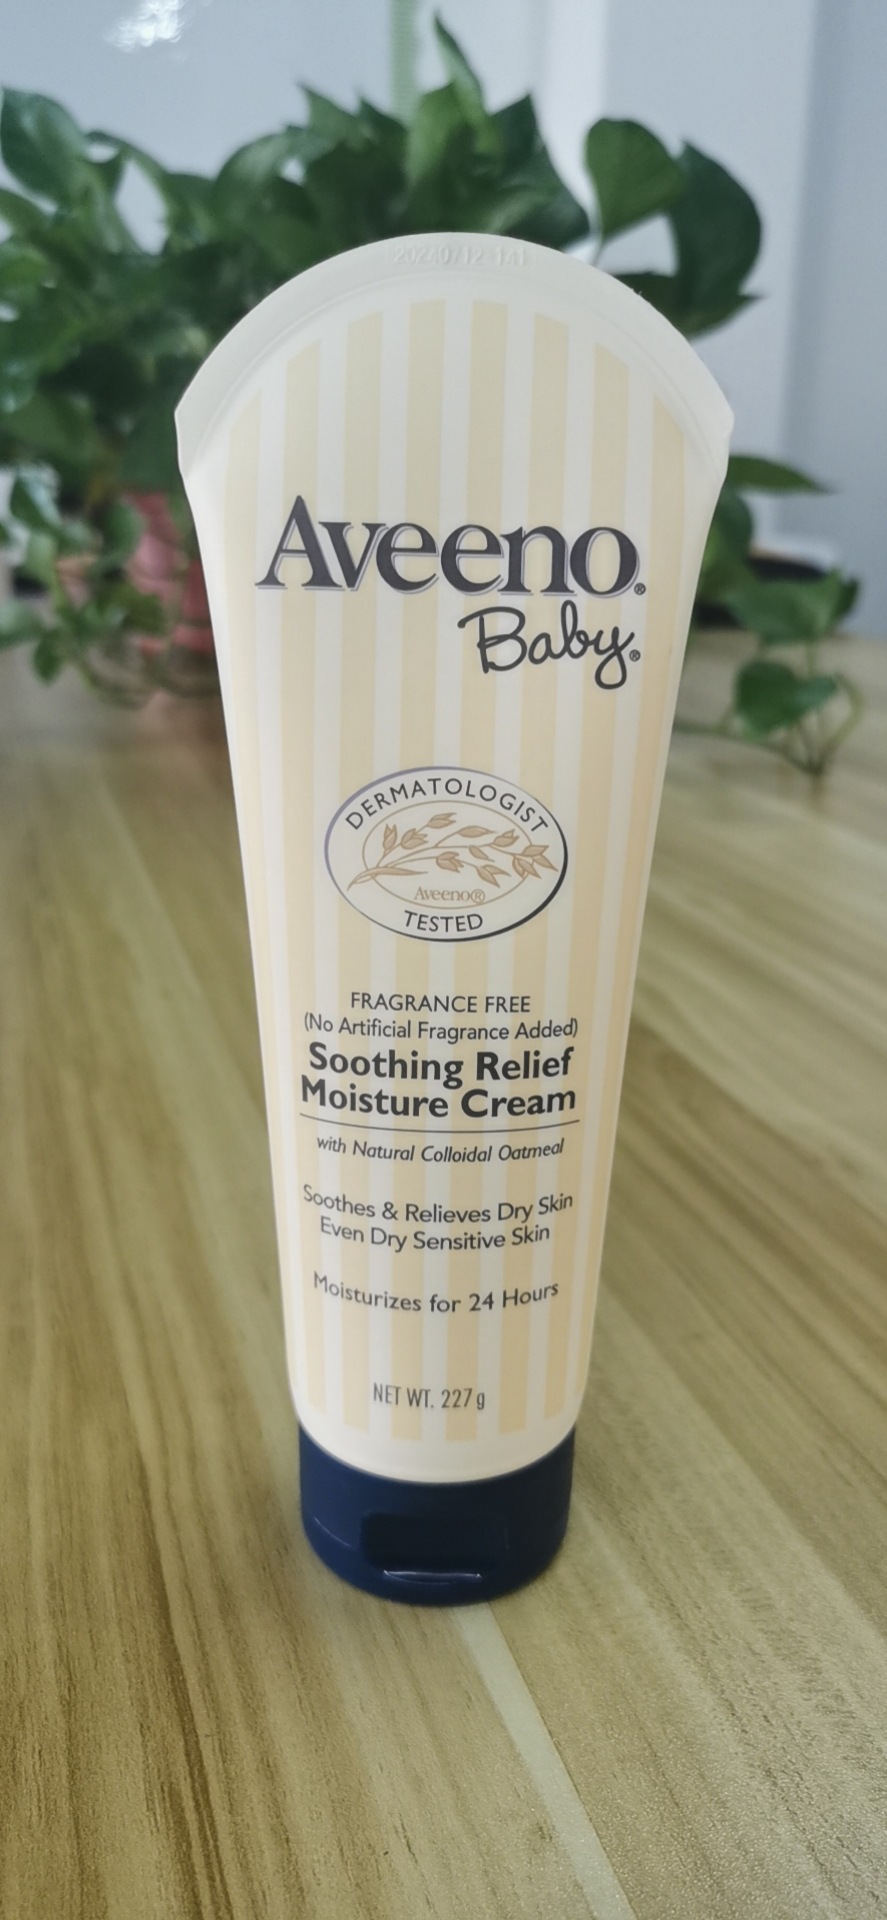 20240712 141
Aveeno®
Baby®
DERMATOLOGIST
Aveeno®
TESTED
FRAGRANCE FREE
(No Artificial Fragrance Added)
Soothing Relief
Moisture Cream
with Natural Colloidal Oatmeal
Soothes & Relieves Dry Skin
Even Dry Sensitive Skin
Moisturizes for 24 Hours
NET WT. 227 g